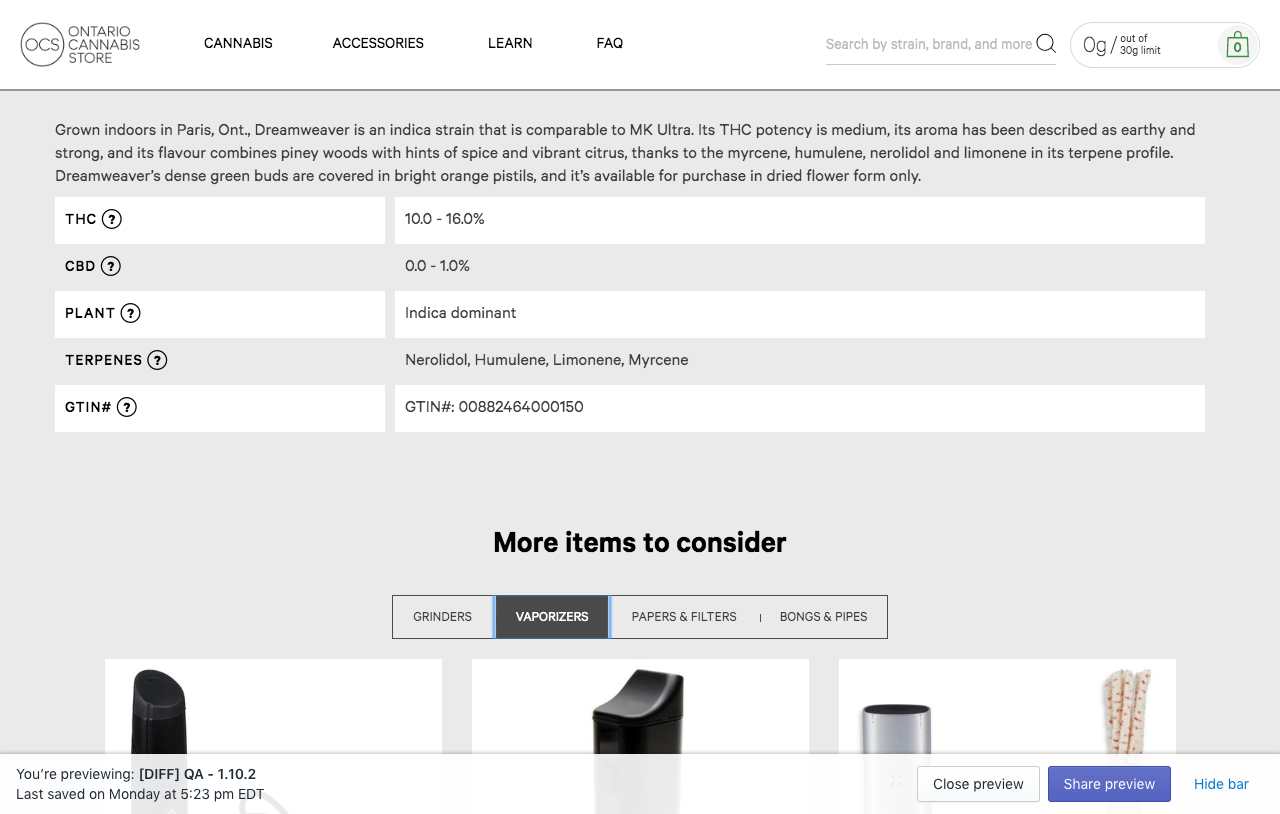 OCS ONTARIO
CANNABIS
STORE
CANNABIS ACCESSORIES LEARN FAQ
Search by strain, brand, and more
0g / out of
30g limit
0
Grown indoors in Paris, Ont., Dreamweaver is an indica strain that is comparable to MK Ultra. Its THC potency is medium, its aroma has been described as earthy and
strong, and its flavour combines piney woods with hints of spice and vibrant citrus, thanks to the myrcene, humulene, nerolidol and limonene in its terpene profile.
Dreamweaver’s dense green buds are covered in bright orange pistils, and it’s available for purchase in dried flower form only.
THC ? 10.0 - 16.0%
CBD ? 0.0 - 1.0%
PLANT ? Indica dominant
TERPENES ? Nerolidol, Humulene, Limonene, Myrcene
GTIN# ? GTIN#: 00882464000150
More items to consider
GRINDERS VAPORIZERS PAPERS & FILTERS BONGS & PIPES
You’re previewing: [DIFF] QA - 1.10.2
Last saved on Monday at 5:23 pm EDT
Close preview Share preview Hide bar